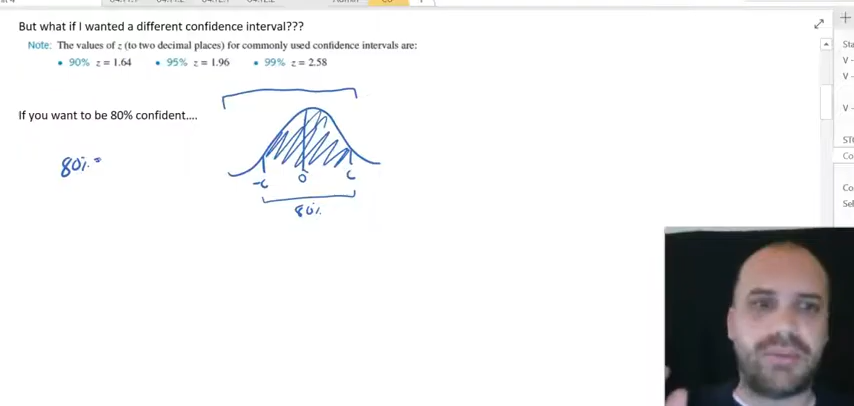 But what if I wanted a different confidence interval???
Note: The values of z (to two decimal places) for commonly used confidence intervals are:
• 90% z = 1.64 • 95% z = 1.96 • 99% z = 2.58
If you want to be 80% confident....
80% =
-c 0 c
80%